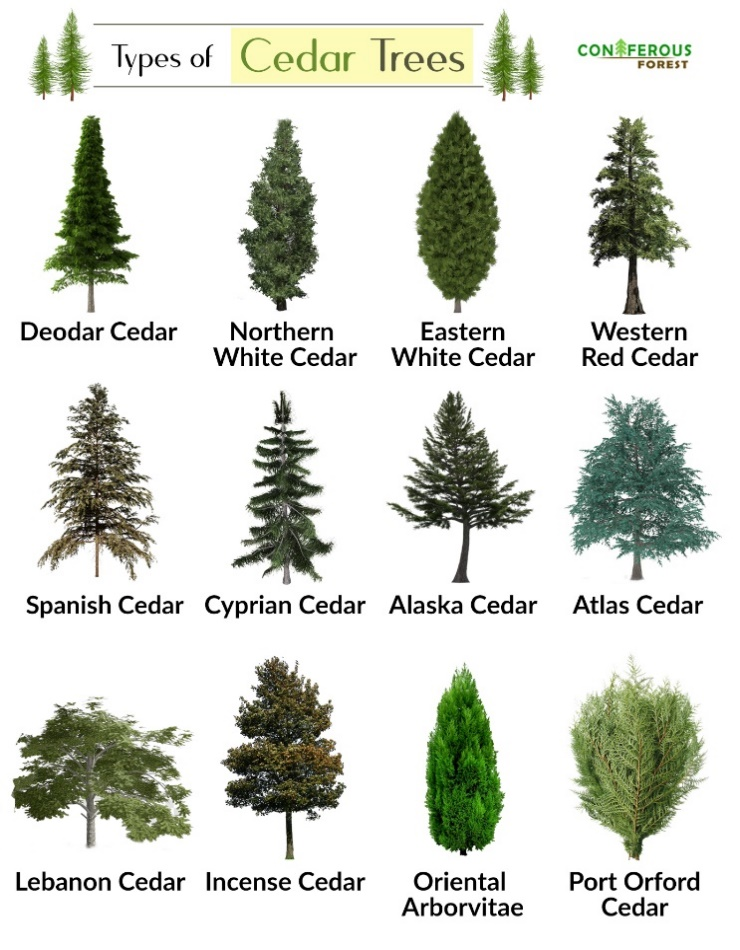 Types of Cedar Trees
CONIFEROUS
FOREST
Deodar Cedar
Northern
White Cedar
Eastern
White Cedar
Western
Red Cedar
Spanish Cedar
Cyprian Cedar
Alaska Cedar
Atlas Cedar
Lebanon Cedar
Incense Cedar
Oriental
Arborvitae
Port Orford
Cedar